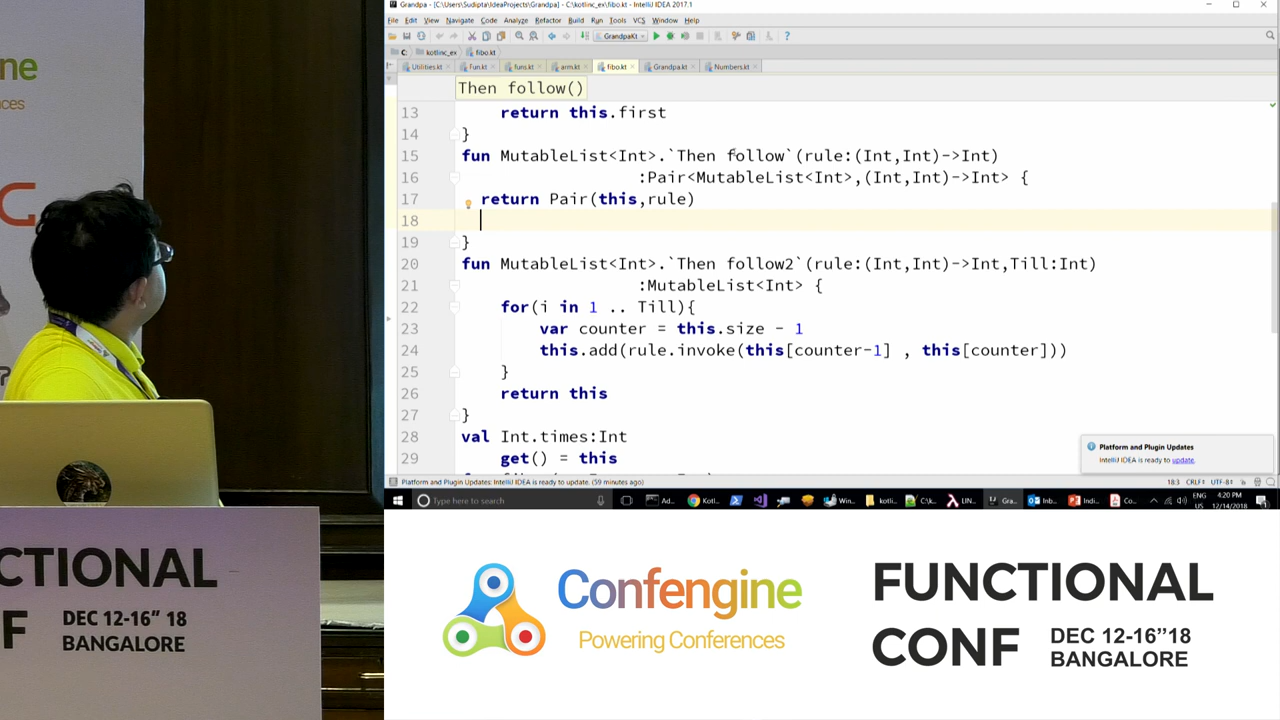 Grandpa - [C:\Users\Sudipta\IdeaProjects\Grandpa] - C:\kotlinc_ex\fibo.kt - IntelliJ IDEA 2017.1
File Edit View Navigate Code Analyze Refactor Build Run Tools VCS Window Help
GrandpaKt
C: kotlinc_ex fibo.kt
Utilities.kt Fun.kt funs.kt arm.kt fibo.kt Grandpa.kt Numbers.kt
Then follow()
13 return this.first
14 }
15 fun MutableList<Int>.`Then follow`(rule:(Int,Int)->Int)
16 :Pair<MutableList<Int>,(Int,Int)->Int> {
17 return Pair(this,rule)
18
19 }
20 fun MutableList<Int>.`Then follow2`(rule:(Int,Int)->Int,Till:Int)
21 :MutableList<Int> {
22 for(i in 1 .. Till){
23 var counter = this.size - 1
24 this.add(rule.invoke(this[counter-1] , this[counter]))
25 }
26 return this
27 }
28 val Int.times:Int
29 get() = this
Platform and Plugin Updates
IntelliJ IDEA is ready to update.
Platform and Plugin Updates: IntelliJ IDEA is ready to update. (59 minutes ago)
18:3 CRLF÷ UTF-8÷
Type here to search
Ad... Kotl... Win... kotli... C:\k... LIN... Gra... Inb... Indi... Co...
ENG
US
4:20 PM
12/14/2018
ne
ces
CTIONAL
F DEC 12-16" 18
BANGALORE
Confengine
Powering Conferences
FUNCTIONAL
CONF
DEC 12-16"18
BANGALORE